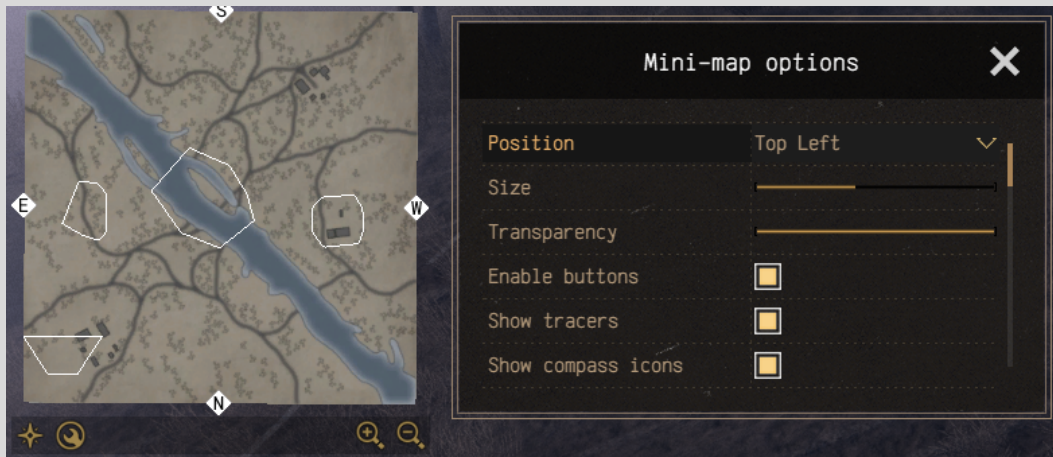 S
Mini-map options
Position
Top Left
Size
E
W
Transparency
Enable buttons
Show tracers
Show compass icons
N